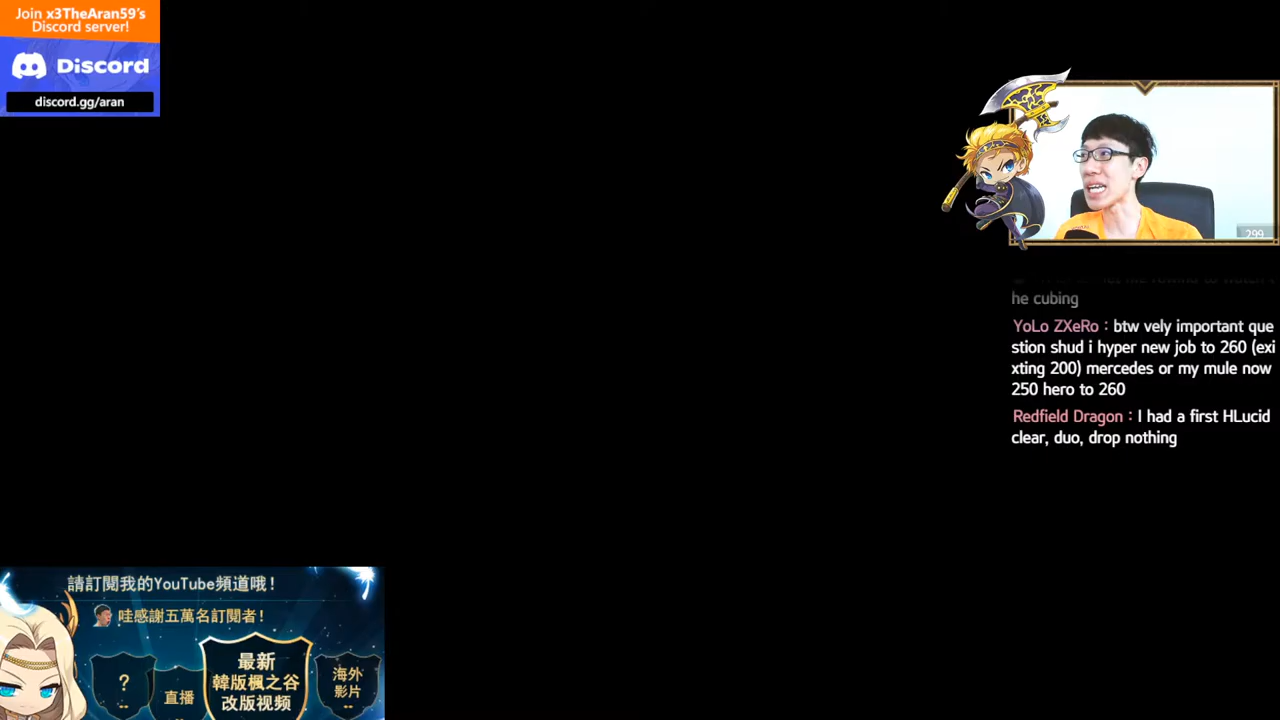 Join x3TheAran59's
Discord server!
Discord
discord.gg/aran
299
he cubing
YoLo ZXeRo : btw vely important que
stion shud i hyper new job to 260 (exi
xting 200) mercedes or my mule now
250 hero to 260
Redfield Dragon : I had a first HLucid
clear, duo, drop nothing
請訂閱我的YouTube頻道哦!
哇感謝五萬名訂閱者!
?
直播
最新
韓版楓之谷
改版視頻
海外
影片